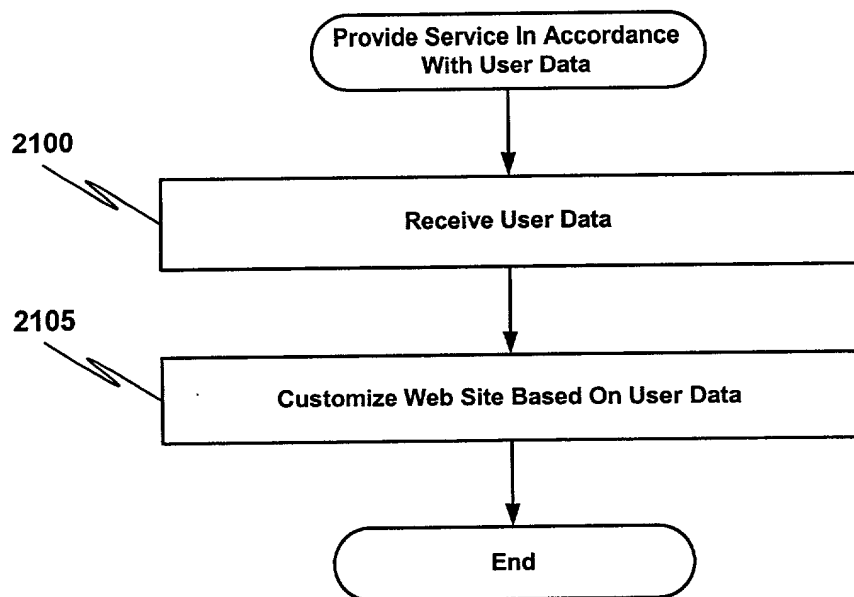 Provide Service In Accordance
With User Data
2100
Receive User Data
2105
Customize Web Site Based On User Data
End